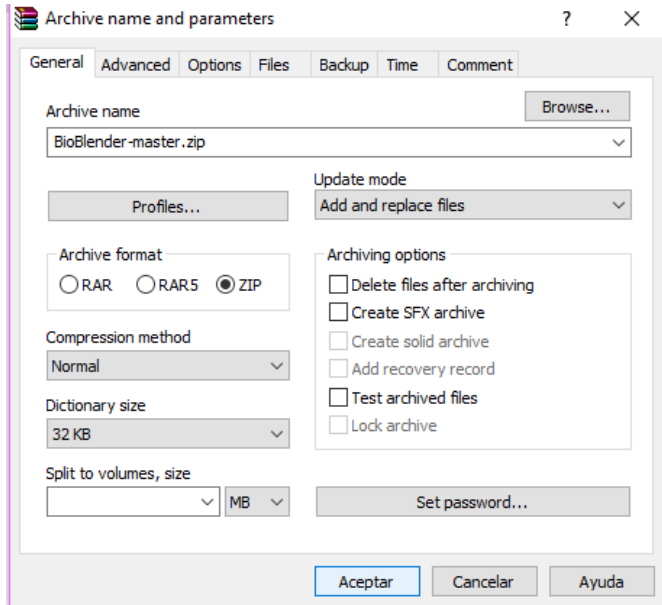 Archive name and parameters ?
General Advanced Options Files Backup Time Comment
Archive name
Browse...
BioBlender-master.zip
Profiles...
Update mode
Add and replace files
Archive format
RAR RAR5 ZIP
Compression method
Normal
Dictionary size
32 KB
Split to volumes, size
MB
Archiving options
Delete files after archiving
Create SFX archive
Create solid archive
Add recovery record
Test archived files
Lock archive
Set password...
Aceptar Cancelar Ayuda